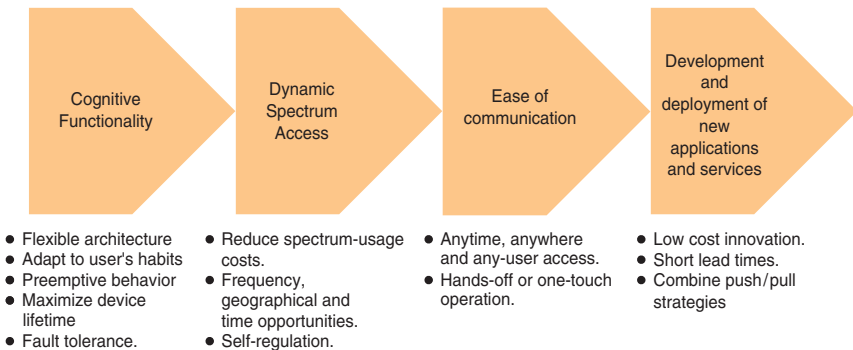 Cognitive
Functionality
Dynamic
Spectrum
Access
Ease of
communication
Development
and
deployment of
new
applications
and services
● Flexible architecture
● Adapt to user's habits
● Preemptive behavior
● Maximize device
lifetime
● Fault tolerance.
● Reduce spectrum-usage
costs.
● Frequency,
geographical and
time opportunities.
● Self-regulation.
● Anytime, anywhere
and any-user access.
● Hands-off or one-touch
operation.
● Low cost innovation.
● Short lead times.
● Combine push/pull
strategies